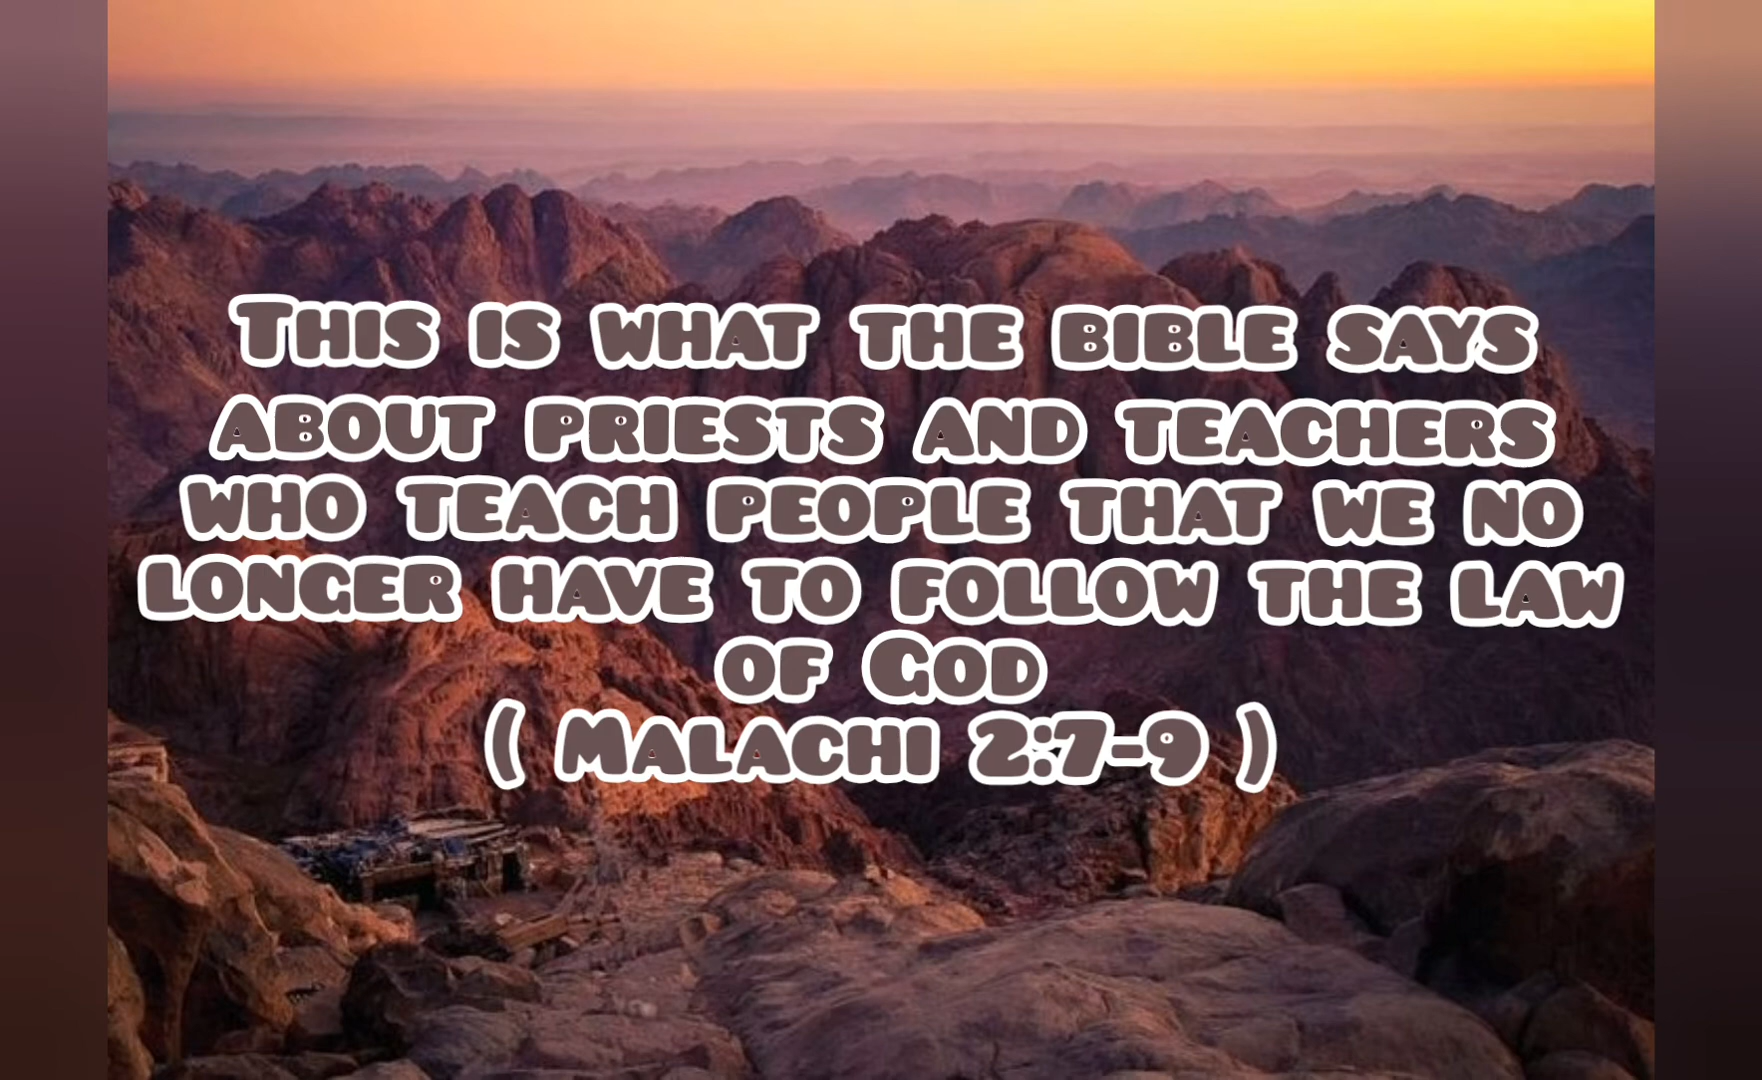 This is what the bible says
about priests and teachers
who teach people that we no
longer have to follow the law
of God
( Malachi 2:7-9 )